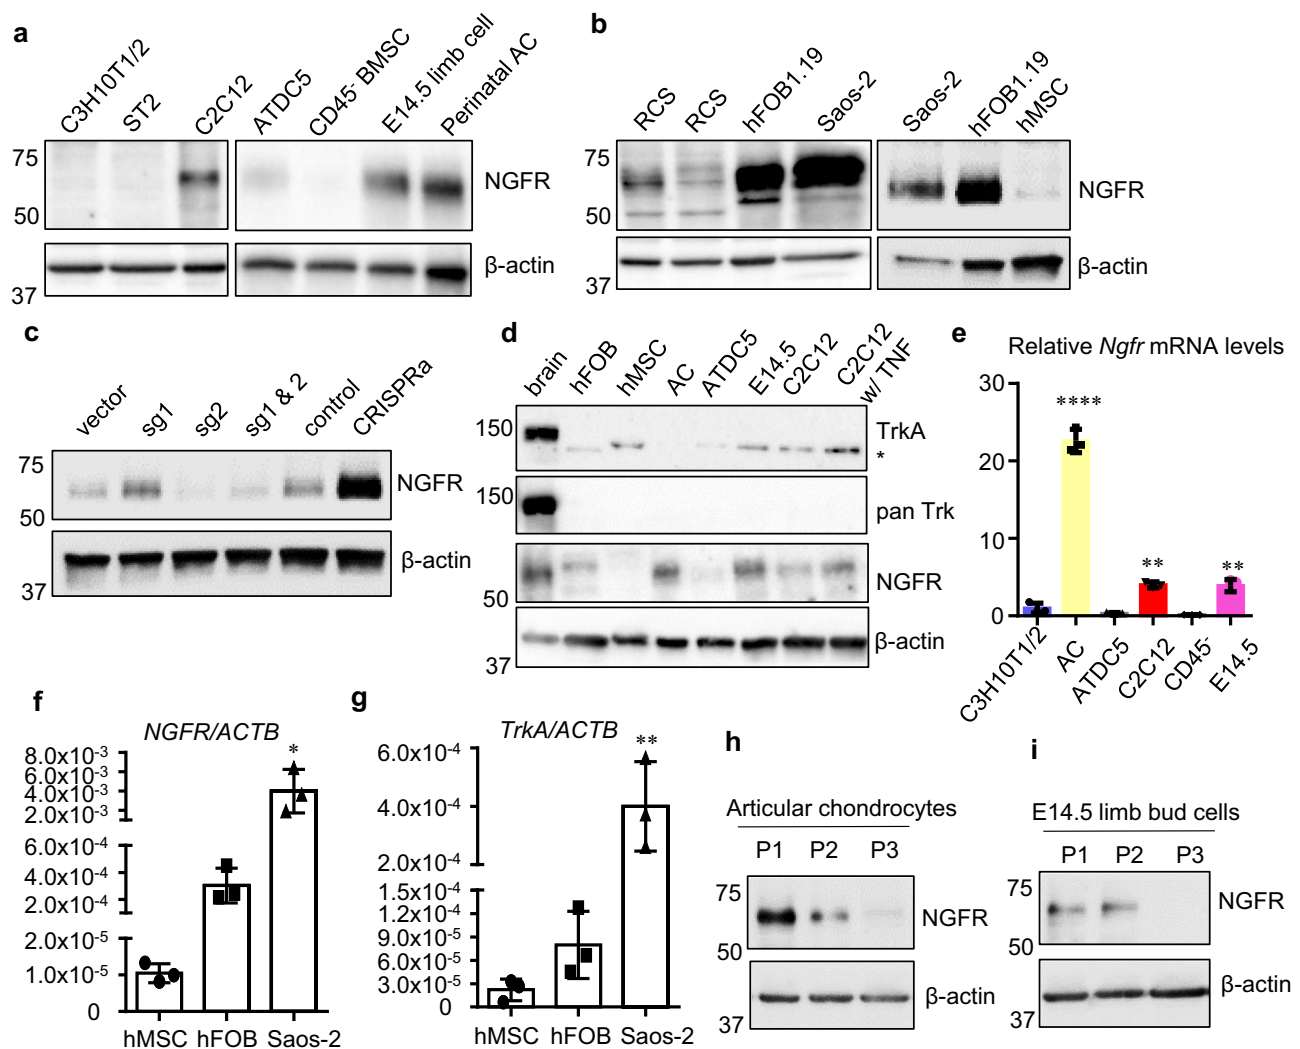 a
C3H10T1/2
ST2
C2C12
ATDC5
CD45- BMSC
E14.5 limb cell
Perinatal AC
75
NGFR
50
β-actin
37
b
RCS
RCS
hFOB1.19
Saos-2
Saos-2
hFOB1.19
hMSC
75
NGFR
50
β-actin
37
c
vector
sg1
sg2
sg1 & 2
control
CRISPRa
75
NGFR
50
β-actin
37
d
brain
hFOB
hMSC
AC
ATDC5
E14.5
C2C12
C2C12
w/ TNF
150
TrkA
*
150
pan Trk
NGFR
50
β-actin
37
e
Relative Ngfr mRNA levels
30
20
10
0
****
**
**
C3H10T1/2
AC
ATDC5
C2C12
CD45-
E14.5
f
NGFR/ACTB
8.0x10-3
6.0x10-3
4.0x10-3
2.0x10-3
6.0x10-4
4.0x10-4
2.0x10-4
2.0x10-5
1.0x10-5
0
*
hMSC hFOB Saos-2
g
TrkA/ACTB
6.0x10-4
4.0x10-4
2.0x10-4
1.5x10-4
1.2x10-4
9.0x10-5
6.0x10-5
3.0x10-5
0
**
hMSC hFOB Saos-2
h
Articular chondrocytes
P1 P2 P3
75
NGFR
50
β-actin
37
i
E14.5 limb bud cells
P1 P2 P3
75
NGFR
50
β-actin
37